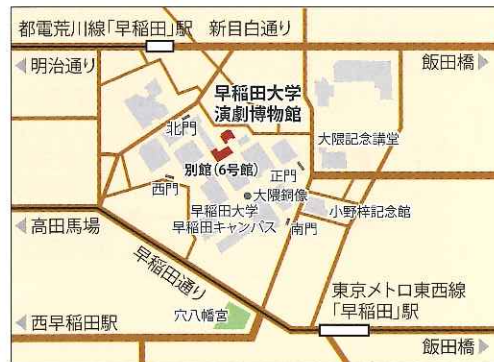 都電荒川線「早稲田」駅 新目白通り
◀明治通り
飯田橋▶
早稲田大学
演劇博物館
北門
大隈記念講堂
別館(6号館)
正門
西門
大隈銅像
早稲田大学
早稲田キャンパス
小野梓記念館
南門
◀高田馬場
早稲田通り
東京メトロ東西線
「早稲田」駅
穴八幡宮
◀西早稲田駅
飯田橋▶